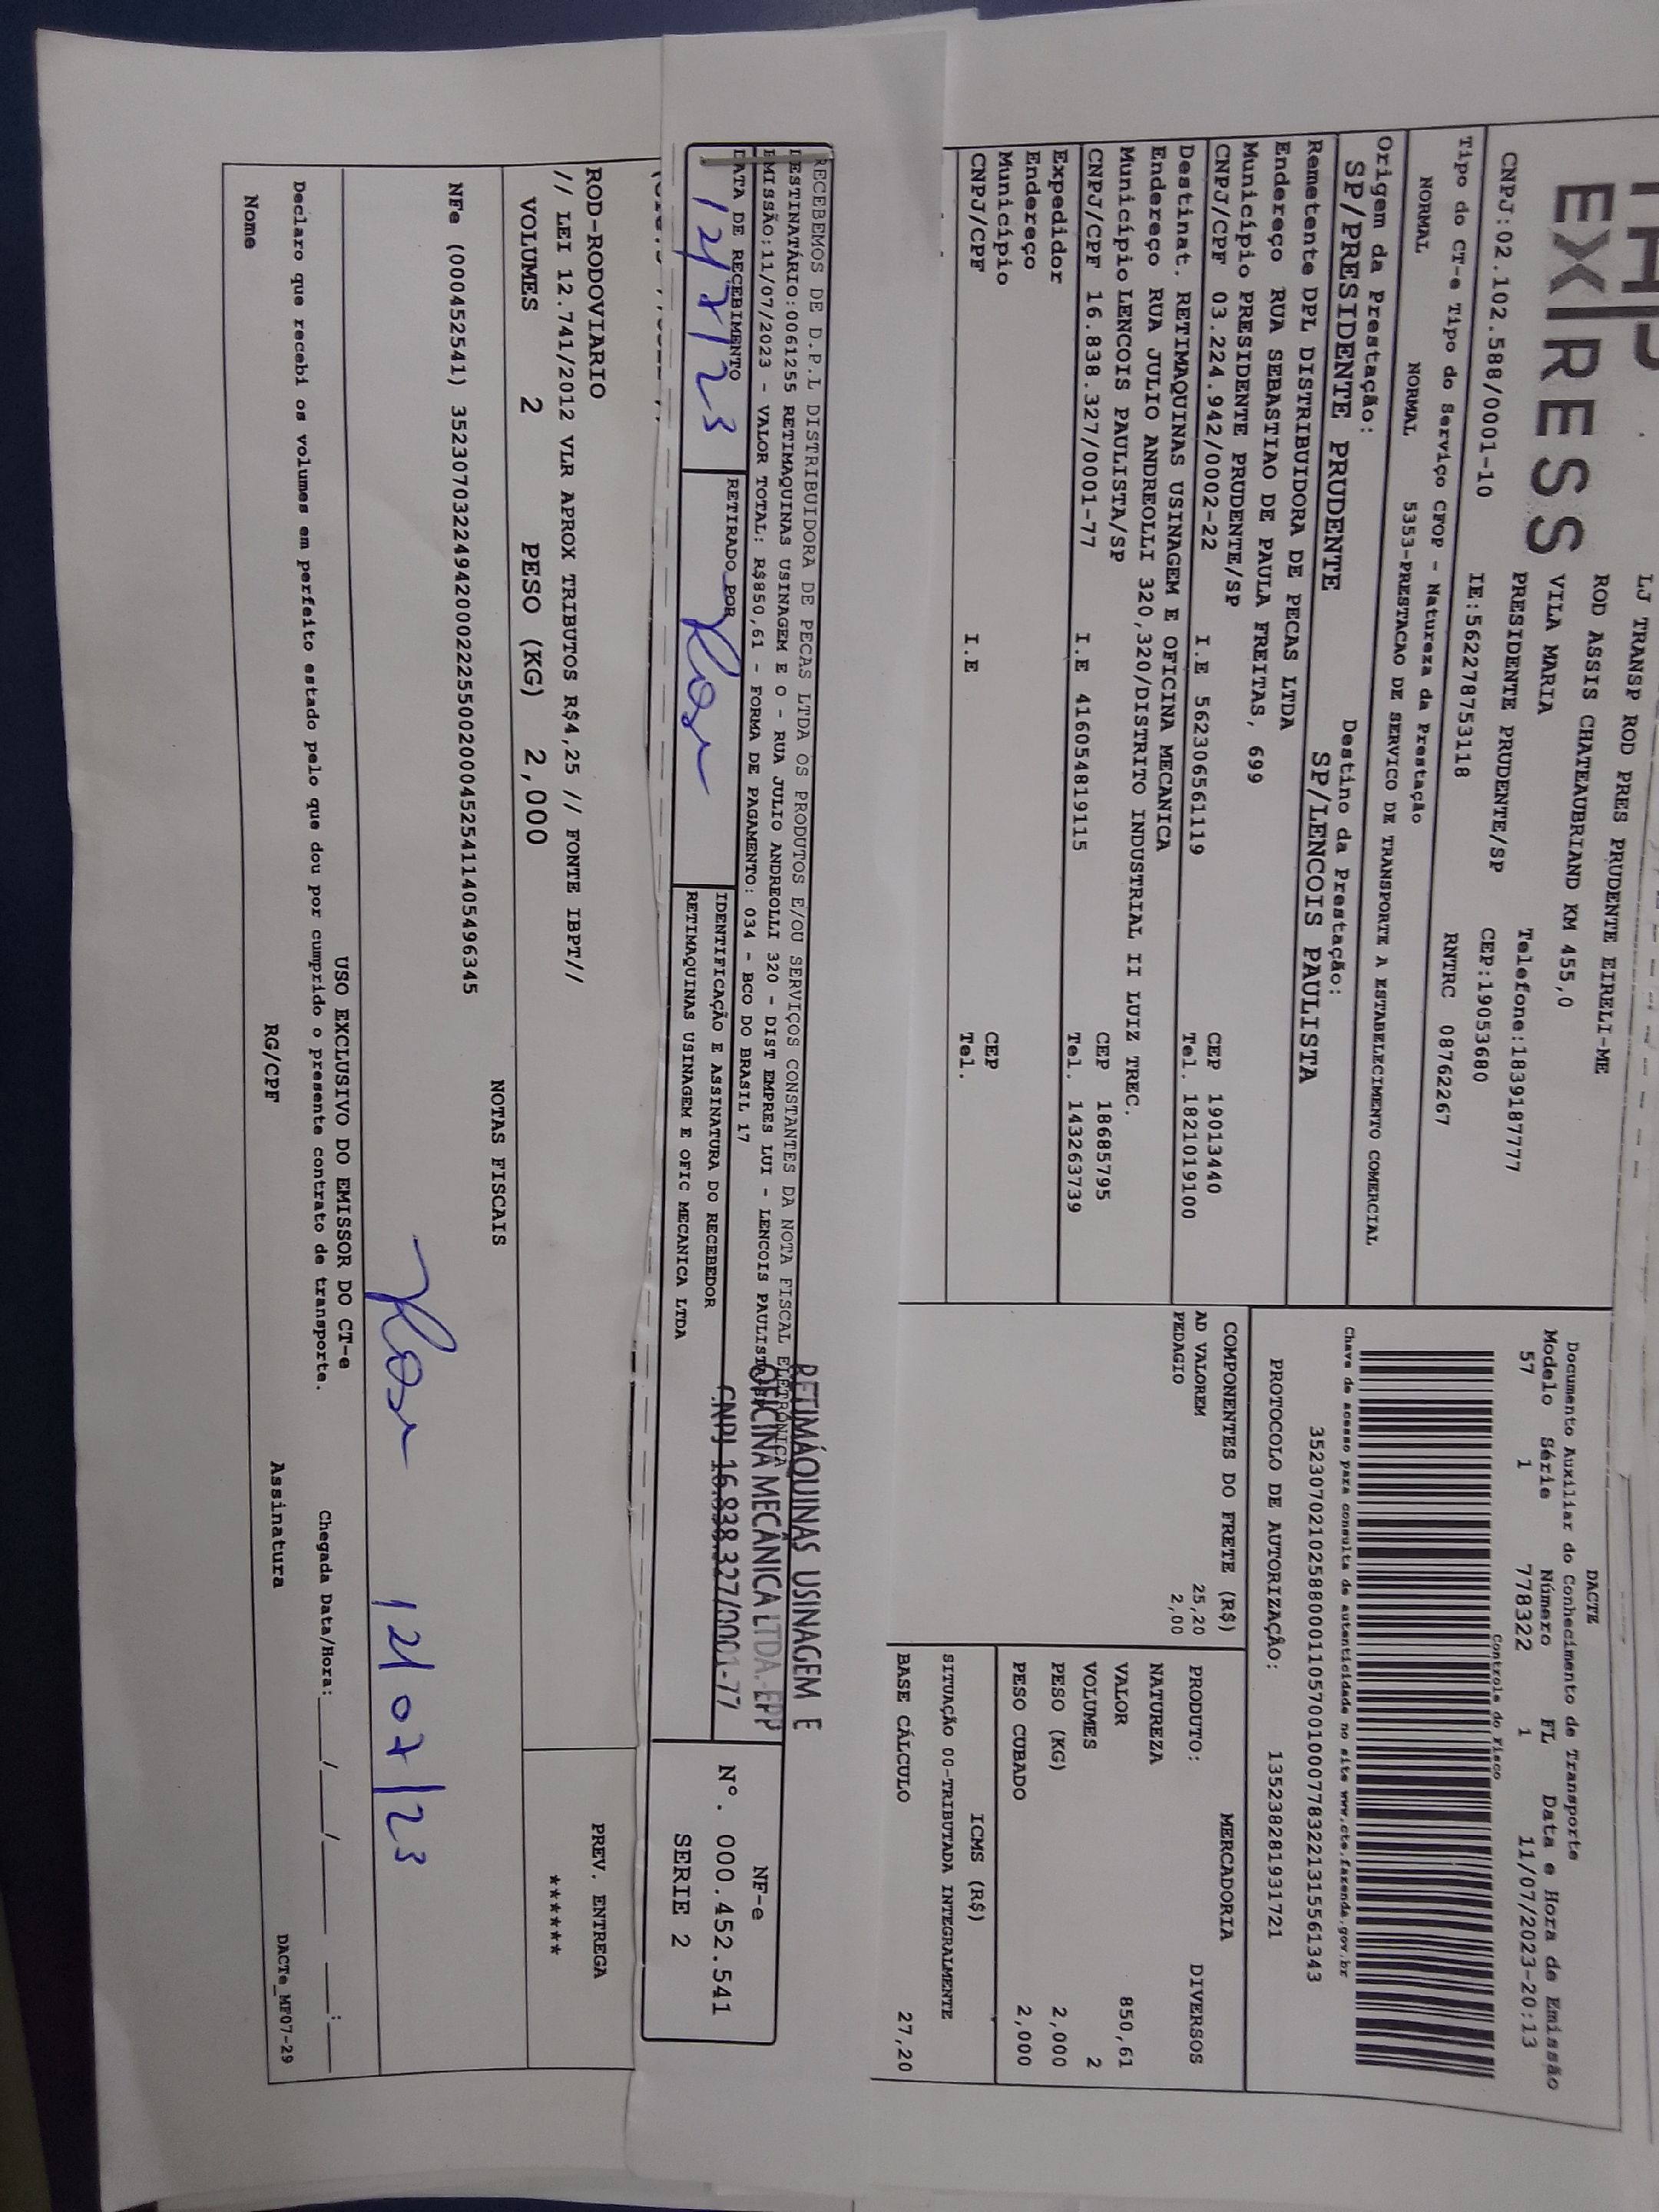 EX RESS
CNPJ:02.102.588/0001-10
LJ TRANSP ROD PRES PRUDENTE EIRELI-ME
ROD ASSIS CHATEAUBRIAND KM 455,0
VILA MARIA
PRESIDENTE PRUDENTE/SP Telefone:1839187777
IE:562278753118 CEP:19053680
RNTRC 08762267
Tipo do CT-e Tipo do Serviço CFOP - Natureza da Prestação
NORMAL NORMAL 5353-PRESTACAO DE SERVICO DE TRANSPORTE A ESTABELECIMENTO COMERCIAL
Origem da Prestação: Destino da Prestação:
SP/PRESIDENTE PRUDENTE SP/LENCOIS PAULISTA
Remetente DPL DISTRIBUIDORA DE PECAS LTDA
Endereço RUA SEBASTIAO DE PAULA FREITAS, 699
Município PRESIDENTE PRUDENTE/SP CEP 19013440
CNPJ/CPF 03.224.942/0002-22 I.E 562306561119 Tel. 1821019100
Destinat. RETIMAQUINAS USINAGEM E OFICINA MECANICA
Endereço RUA JULIO ANDREOLLI 320,320/DISTRITO INDUSTRIAL II LUIZ TREC.
Município LENCOIS PAULISTA/SP CEP 18685795
CNPJ/CPF 16.838.327/0001-77 I.E 416054819115 Tel. 143263739
Expedidor
Endereço
Município CEP
CNPJ/CPF I.E Tel.
DACTE
Documento Auxiliar do Conhecimento de Transporte
Modelo Série Número FL Data e Hora de Emissão
57 1 778322 1 11/07/2023-20:13
Controle do Fisco
Chave de acesso para consulta de autenticidade no site www.cte.fazenda.gov.br
35230702102588000110570010007783221315561343
PROTOCOLO DE AUTORIZAÇÃO: 135238281931721
COMPONENTES DO FRETE (R$)
AD VALOREM 25,20
PEDAGIO 2,00
MERCADORIA
PRODUTO: DIVERSOS
NATUREZA
VALOR 850,61
VOLUMES 2
PESO (KG) 2,000
PESO CUBADO 2,000
ICMS (R$)
SITUAÇÃO 00-TRIBUTADA INTEGRALMENTE
BASE CÁLCULO 27,20
RECEBEMOS DE D.P.L DISTRIBUIDORA DE PECAS LTDA OS PRODUTOS E/OU SERVIÇOS CONSTANTES DA NOTA FISCAL ELETRÔNICA
DESTINATÁRIO:0061255 RETIMAQUINAS USINAGEM E O - RUA JULIO ANDREOLLI 320 - DIST EMPRES LUI - LENCOIS PAULISTA
EMISSÃO:11/07/2023 - VALOR TOTAL: R$850,61 - FORMA DE PAGAMENTO: 034 - BCO DO BRASIL 17
DATA DE RECEBIMENTO RETIRADO POR IDENTIFICAÇÃO E ASSINATURA DO RECEBEDOR
12/7/23 RETIMAQUINAS USINAGEM E OFIC MECANICA LTDA
RETIMÁQUINAS USINAGEM E
OFICINA MECÂNICA LTDA. EPP
CNPJ 16.838.327/0001-77
NF-e
N°. 000.452.541
SERIE 2
ROD-RODOVIARIO
// LEI 12.741/2012 VLR APROX TRIBUTOS R$4,25 // FONTE IBPT//
VOLUMES 2 PESO (KG) 2,000
PREV. ENTREGA
******
NOTAS FISCAIS
NFe (000452541) 35230703224942000222550020004525411405496345
12/07/23
USO EXCLUSIVO DO EMISSOR DO CT-e
Declaro que recebi os volumes em perfeito estado pelo que dou por cumprido o presente contrato de transporte. Chegada Data/Hora:____/____/______ ___:___
Nome RG/CPF Assinatura
DACTe_MF07-29